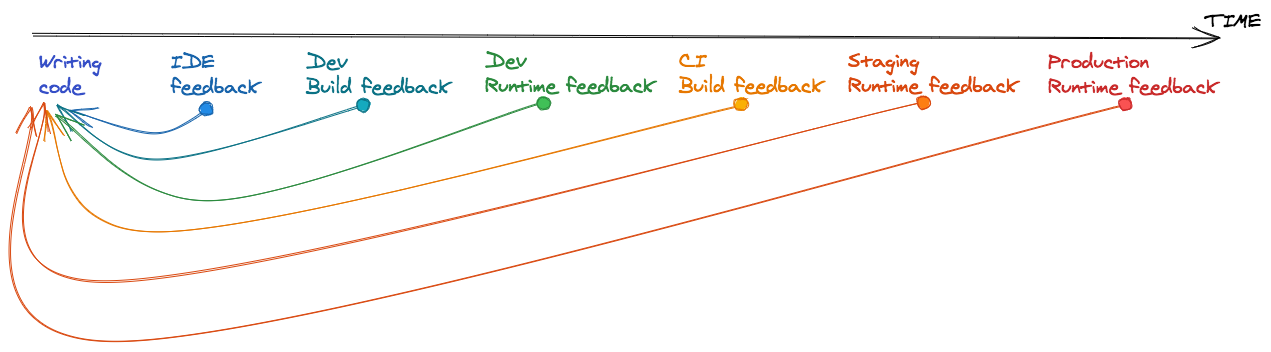 TIME
Writing
code
IDE
feedback
Dev
Build feedback
Dev
Runtime feedback
CI
Build feedback
Staging
Runtime feedback
Production
Runtime feedback